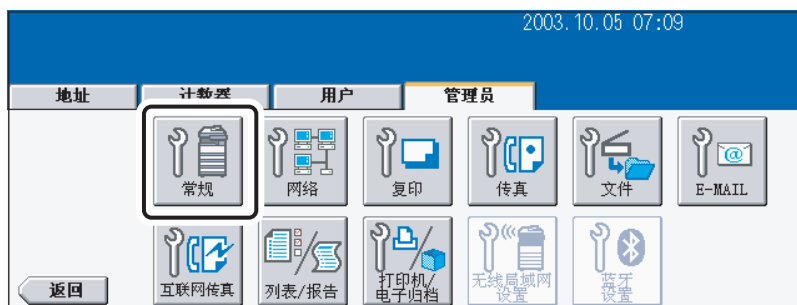 2003.10.05 07:09
地址
计数器
用户
管理员
常规
网络
复印
传真
文件
E-MAIL
互联网传真
列表/报告
打印机/
电子归档
无线局域网
设置
蓝牙
设置
返回